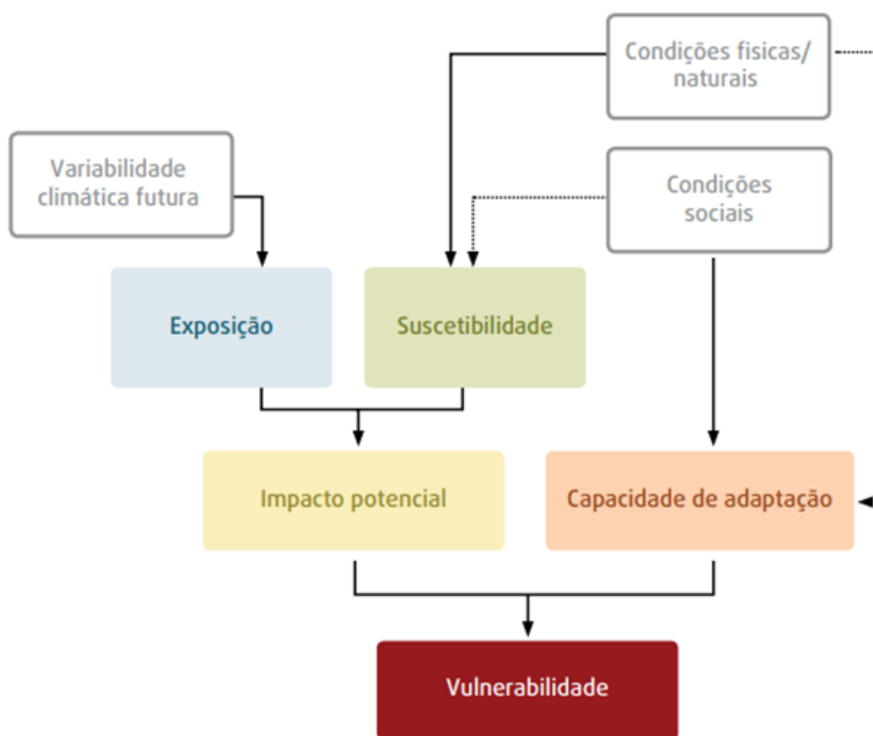 Condições fisicas/
naturais
Variabilidade
climática futura
Condições
sociais
Exposição
Suscetibilidade
Impacto potencial
Capacidade de adaptação
Vulnerabilidade